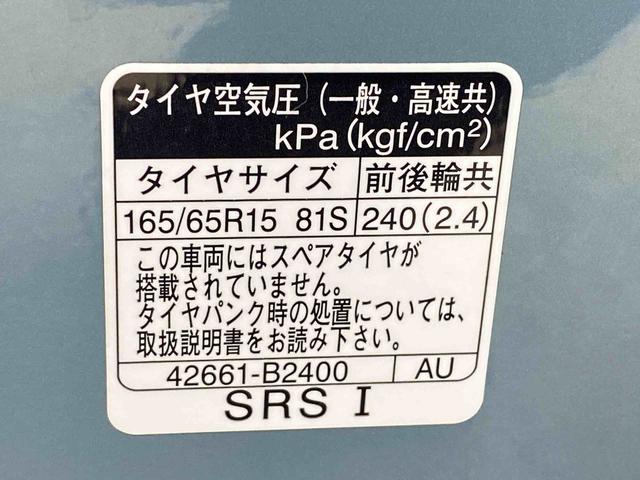 タイヤ空気圧（一般・高速共）
kPa(kgf/cm²)
タイヤサイズ 前後輪共
165/65R15 81S 240(2.4)
この車両にはスペアタイヤが
搭載されていません。
タイヤパンク時の処置については、
取扱説明書をお読み下さい。
42661-B2400 AU
SRS I